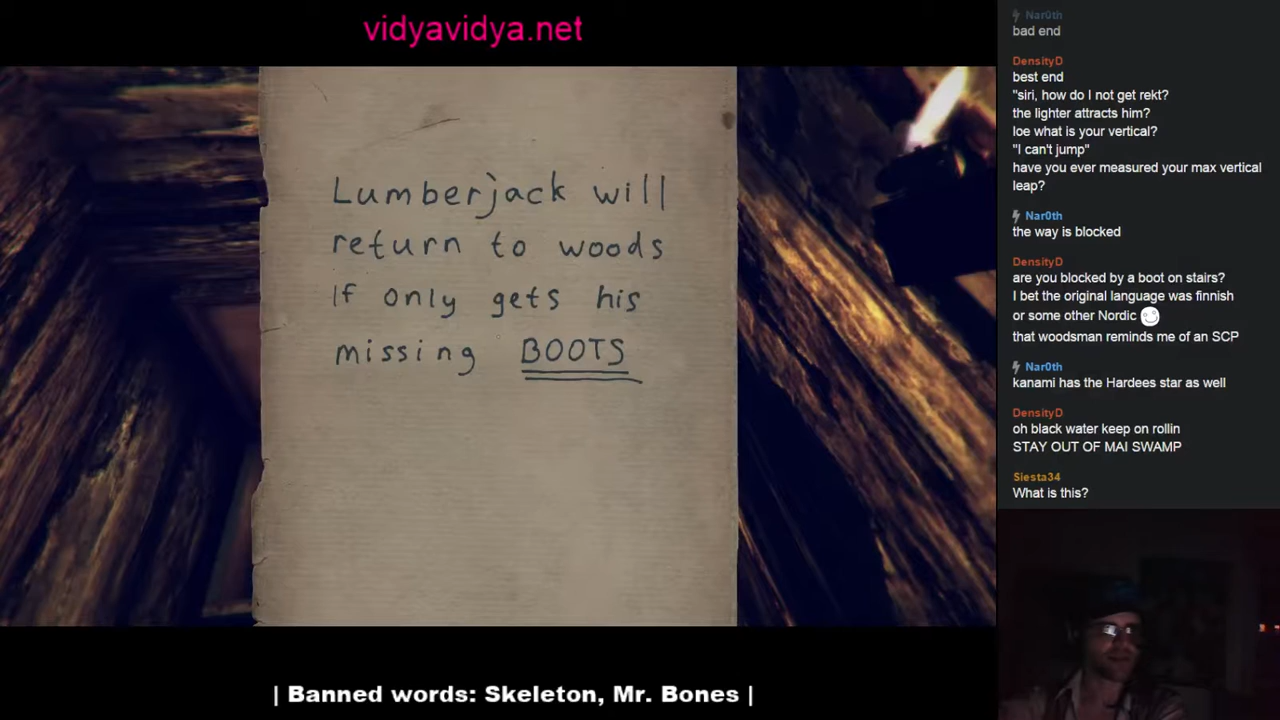 vidyavidya.net
Lumberjack will
return to woods
If only gets his
missing BOOTS
| Banned words: Skeleton, Mr. Bones |
Nar0th
bad end
DensityD
best end
"siri, how do I not get rekt?
the lighter attracts him?
loe what is your vertical?
"I can't jump"
have you ever measured your max vertical
leap?
Nar0th
the way is blocked
DensityD
are you blocked by a boot on stairs?
I bet the original language was finnish
or some other Nordic
that woodsman reminds me of an SCP
Nar0th
kanami has the Hardees star as well
DensityD
oh black water keep on rollin
STAY OUT OF MAI SWAMP
Siesta34
What is this?